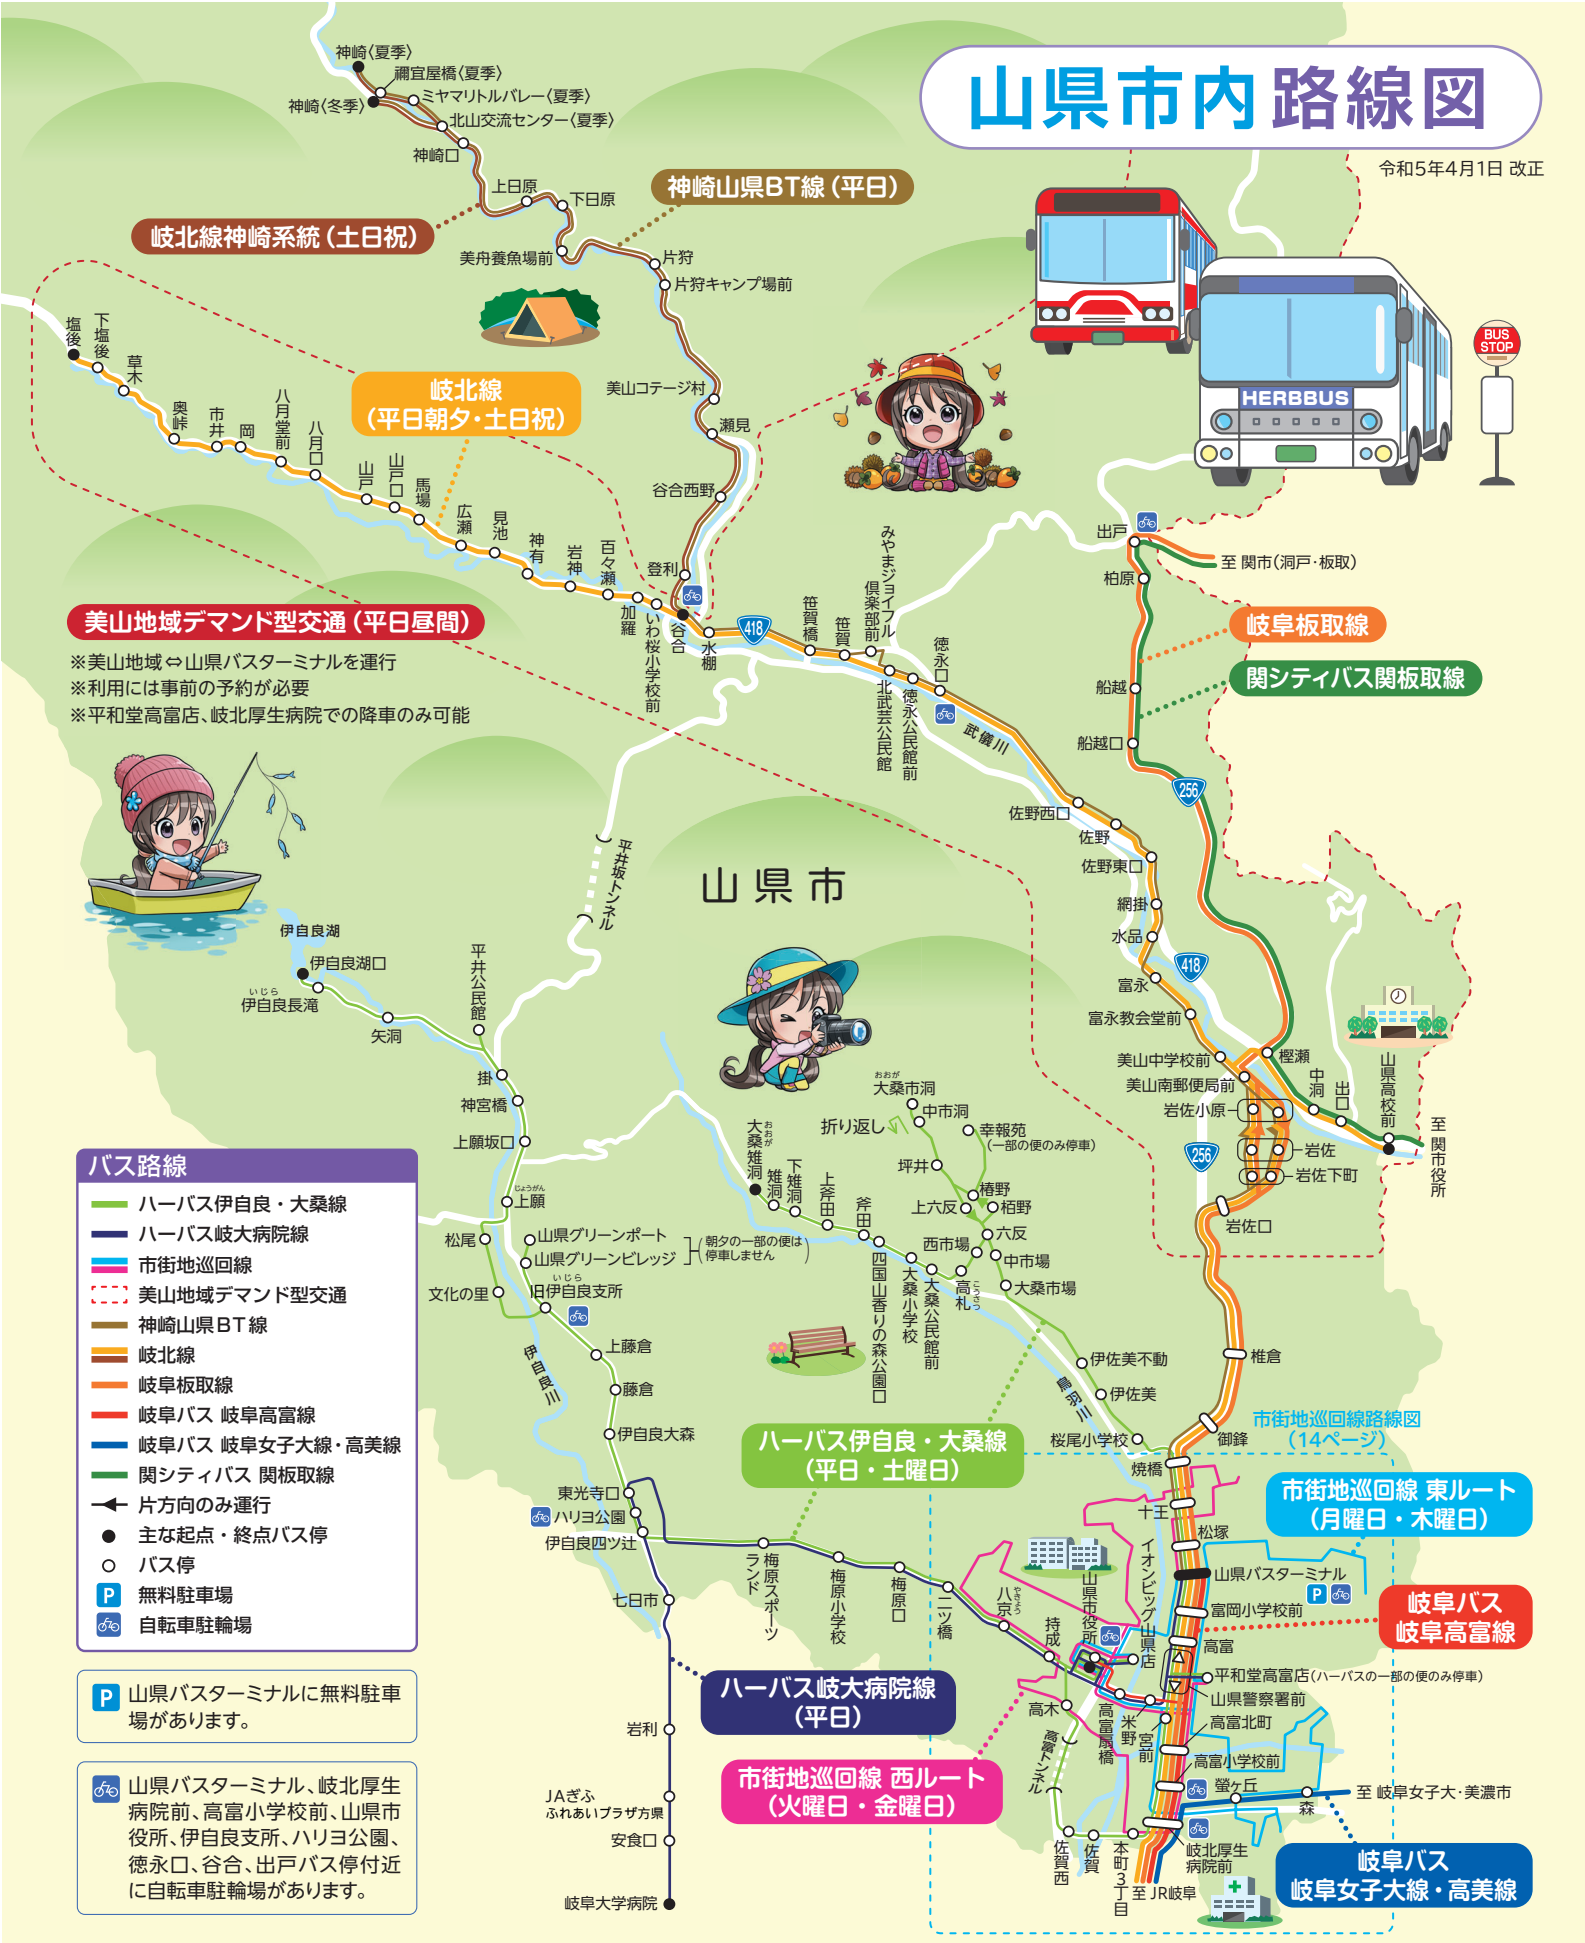 山県市内 路線図
令和5年4月1日 改正
神崎〈夏季〉
禰宜屋橋〈夏季〉
神崎〈冬季〉
ミヤマリトルバレー〈夏季〉
北山交流センター〈夏季〉
神崎口
上日原
下日原
神崎山県BT線（平日）
岐北線神崎系統（土日祝）
美舟養魚場前
片狩
片狩キャンプ場前
塩後
下塩後
草木
奥峠
市井
岡
八月堂前
八月口
山戸
山戸口
馬場
広瀬
見池
神有
岩神
百々瀬
加羅
いわ桜小学校前
岐北線
（平日朝夕・土日祝）
美山コテージ村
瀬見
谷合西野
登利
谷合
水棚
418
笹賀橋
笹賀
みやまジョイフル
倶楽部前
北武芸公民館
徳永公民館前
徳永口
武儀川
BUS
STOP
HERBBUS
出戸
至 関市（洞戸・板取）
柏原
岐阜板取線
船越
関シティバス関板取線
船越口
256
美山地域デマンド型交通（平日昼間）
※美山地域⇔山県バスターミナルを運行
※利用には事前の予約が必要
※平和堂高富店、岐北厚生病院での降車のみ可能
佐野西口
佐野
佐野東口
網掛
水品
418
富永
富永教会堂前
美山中学校前
樫瀬
美山南郵便局前
岩佐小原
中洞
出口
山県高校前
至 関市役所
岩佐
256
岩佐下町
岩佐口
平井坂トンネル
山県市
伊自良湖
伊自良湖口
いじら
伊自良長滝
矢洞
平井公民館
掛
神宮橋
上願坂口
じょうがん
上願
松尾
山県グリーンポート
山県グリーンビレッジ
（朝夕の一部の便は
停車しません）
いじら
旧伊自良支所
文化の里
上藤倉
藤倉
伊自良大森
伊自良川
東光寺口
ハリヨ公園
伊自良四ツ辻
七日市
岩利
JAぎふ
ふれあいプラザ方県
安食口
岐阜大学病院
おおが
大桑市洞
折り返し
中市洞
幸報苑
（一部の便のみ停車）
坪井
椿野
上六反
栢野
六反
西市場
中市場
こうさつ
高札
大桑市場
おおが
大桑雉洞
雉洞
下雉洞
上斧田
斧田
四国山香りの森公園口
大桑小学校
大桑公民館前
伊佐美不動
伊佐美
鳥羽川
桜尾小学校
椎倉
御鋒
焼橋
十王
松塚
市街地巡回線路線図
（14ページ）
ハーバス伊自良・大桑線
（平日・土曜日）
市街地巡回線 東ルート
（月曜日・木曜日）
山県バスターミナル
P
富岡小学校前
高富
岐阜バス
岐阜高富線
平和堂高富店（ハーバスの一部の便のみ停車）
山県警察署前
高富北町
高富小学校前
螢ヶ丘
森
至 岐阜女子大・美濃市
岐北厚生
病院前
岐阜バス
岐阜女子大線・高美線
至 JR岐阜
イオンビッグ山県店
山県市役所
梅原スポーツ
ランド
梅原小学校
梅原口
二ツ橋
やきょう
八京
持成
高木
高富トンネル
高富扇橋
米野
宮前
佐賀西
佐賀
本町3丁目
ハーバス岐大病院線
（平日）
市街地巡回線 西ルート
（火曜日・金曜日）
バス路線
ハーバス伊自良・大桑線
ハーバス岐大病院線
市街地巡回線
美山地域デマンド型交通
神崎山県BT線
岐北線
岐阜板取線
岐阜バス 岐阜高富線
岐阜バス 岐阜女子大線・高美線
関シティバス 関板取線
片方向のみ運行
主な起点・終点バス停
バス停
P 無料駐車場
自転車駐輪場
P 山県バスターミナルに無料駐車
場があります。
山県バスターミナル、岐北厚生
病院前、高富小学校前、山県市
役所、伊自良支所、ハリヨ公園、
徳永口、谷合、出戸バス停付近
に自転車駐輪場があります。